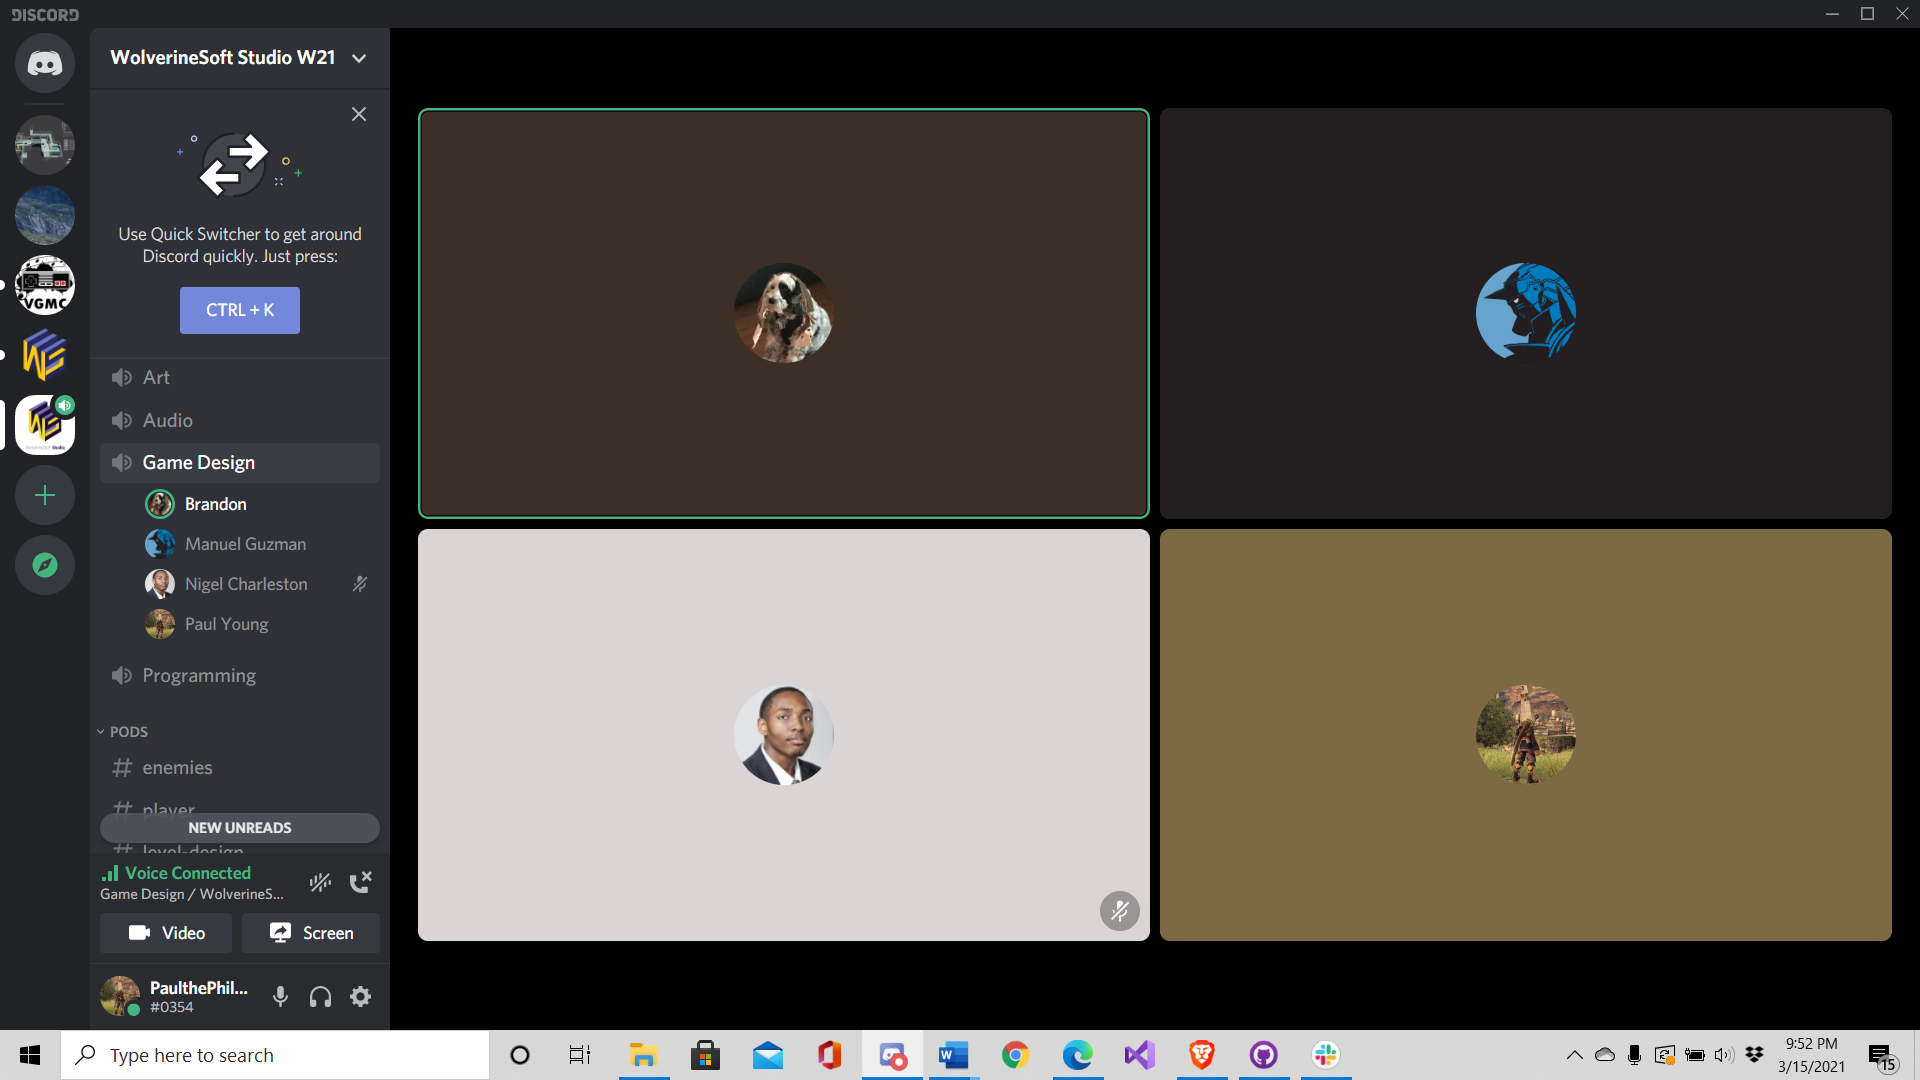 DISCORD
WolverineSoft Studio W21
Use Quick Switcher to get around
Discord quickly. Just press:
CTRL + K
VGMC
Art
Audio
Game Design
Brandon
Manuel Guzman
Nigel Charleston
Paul Young
Programming
PODS
enemies
player
NEW UNREADS
level-design
Voice Connected
Game Design / WolverineS...
Video
Screen
PaulthePhil...
#0354
Type here to search
9:52 PM
3/15/2021
15